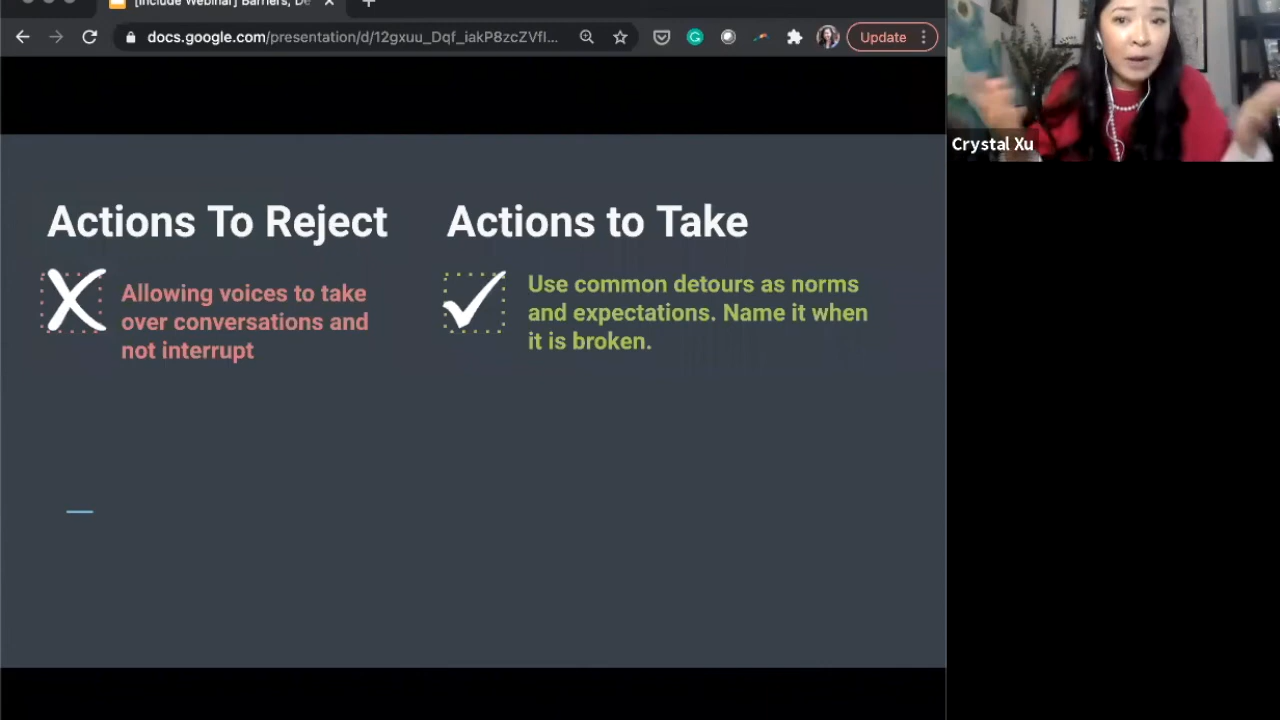 [Include Webinar] Barriers, De
docs.google.com/presentation/d/12gxuu_Dqf_iakP8zcZVfl...
Update
Crystal Xu
Actions To Reject
Actions to Take
Allowing voices to take
over conversations and
not interrupt
Use common detours as norms
and expectations. Name it when
it is broken.